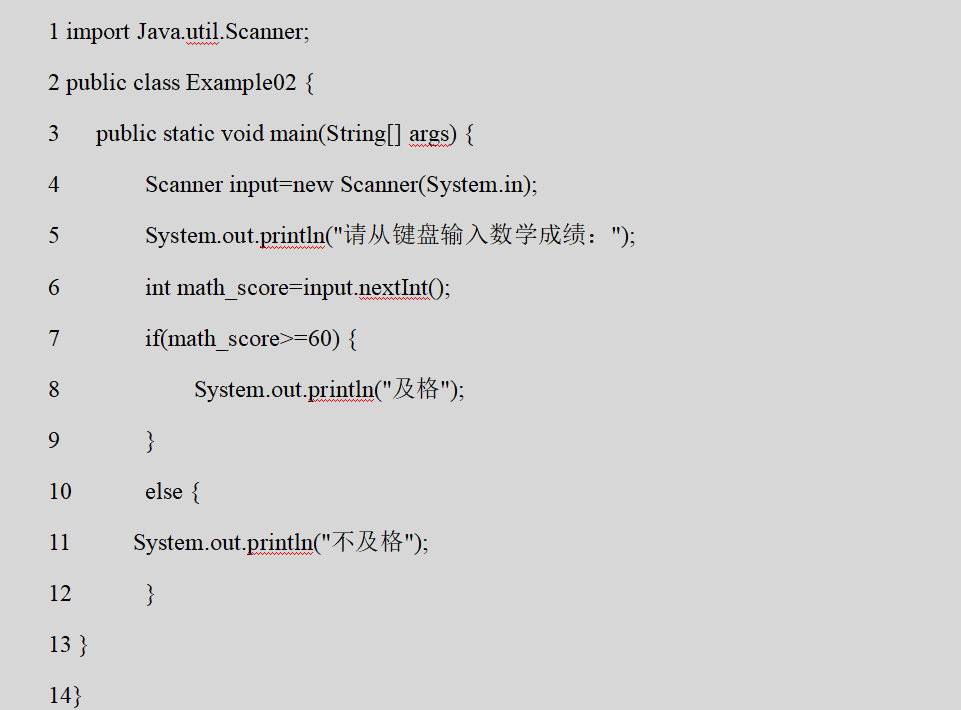 1 import Java.util.Scanner;
2 public class Example02 {
3 public static void main(String[] args) {
4 Scanner input=new Scanner(System.in);
5 System.out.println("请从键盘输入数学成绩：");
6 int math_score=input.nextInt();
7 if(math_score>=60) {
8 System.out.println("及格");
9 }
10 else {
11 System.out.println("不及格");
12 }
13 }
14}